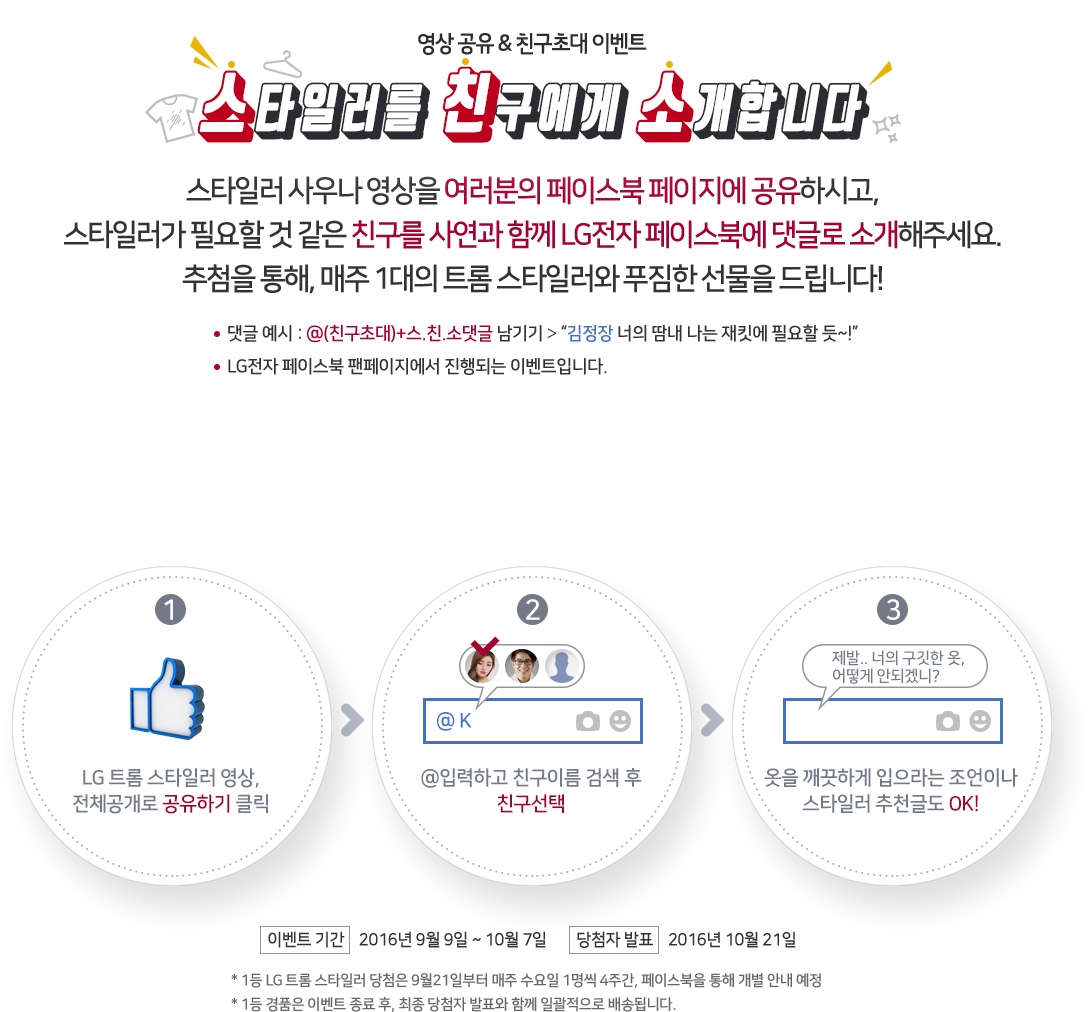 영상 공유 & 친구초대 이벤트
스타일러를 친구에게 소개합니다
스타일러 사우나 영상을 여러분의 페이스북 페이지에 공유하시고,
스타일러가 필요할 것 같은 친구를 사연과 함께 LG전자 페이스북에 댓글로 소개해주세요.
추첨을 통해, 매주 1대의 트롬 스타일러와 푸짐한 선물을 드립니다!
• 댓글 예시 : @(친구초대)+스.친.소댓글 남기기 > “김정장 너의 땀내 나는 재킷에 필요할 듯~!”
• LG전자 페이스북 팬페이지에서 진행되는 이벤트입니다.
1
LG 트롬 스타일러 영상,
전체공개로 공유하기 클릭
2
@ K
@입력하고 친구이름 검색 후
친구선택
3
제발.. 너의 구깃한 옷,
어떻게 안되겠니?
옷을 깨끗하게 입으라는 조언이나
스타일러 추천글도 OK!
이벤트 기간 2016년 9월 9일 ~ 10월 7일 당첨자 발표 2016년 10월 21일
* 1등 LG 트롬 스타일러 당첨은 9월21일부터 매주 수요일 1명씩 4주간, 페이스북을 통해 개별 안내 예정
* 1등 경품은 이벤트 종료 후, 최종 당첨자 발표와 함께 일괄적으로 배송됩니다.